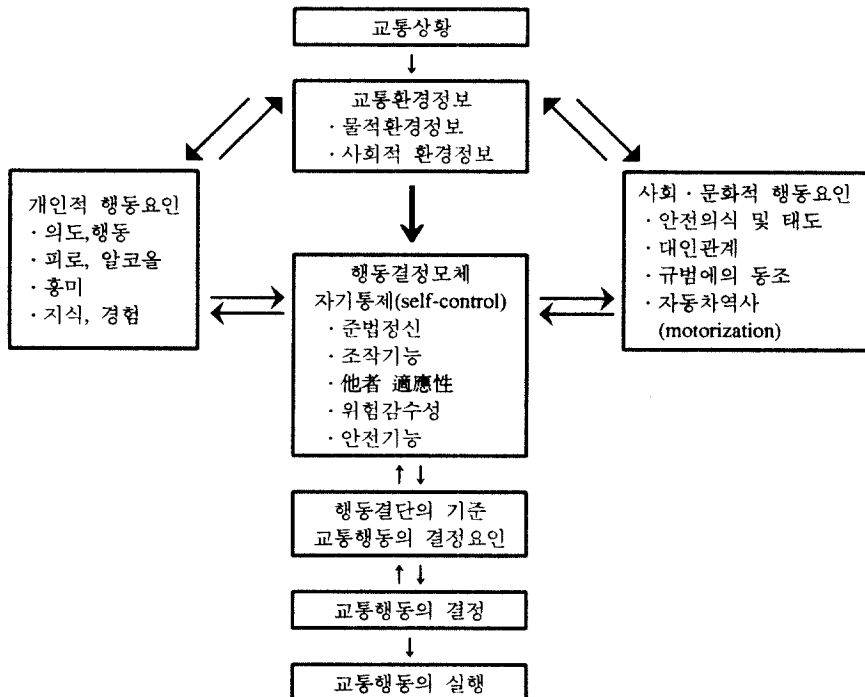 교통상황
↓
교통환경정보
· 물적환경정보
· 사회적 환경정보
개인적 행동요인
· 의도,행동
· 피로, 알코올
· 흥미
· 지식, 경험
사회 · 문화적 행동요인
· 안전의식 및 태도
· 대인관계
· 규범에의 동조
· 자동차역사
(motorization)
행동결정모체
자기통제(self-control)
· 준법정신
· 조작기능
· 他者 適應性
· 위험감수성
· 안전기능
↑ ↓
행동결단의 기준
교통행동의 결정요인
↑ ↓
교통행동의 결정
↓
교통행동의 실행